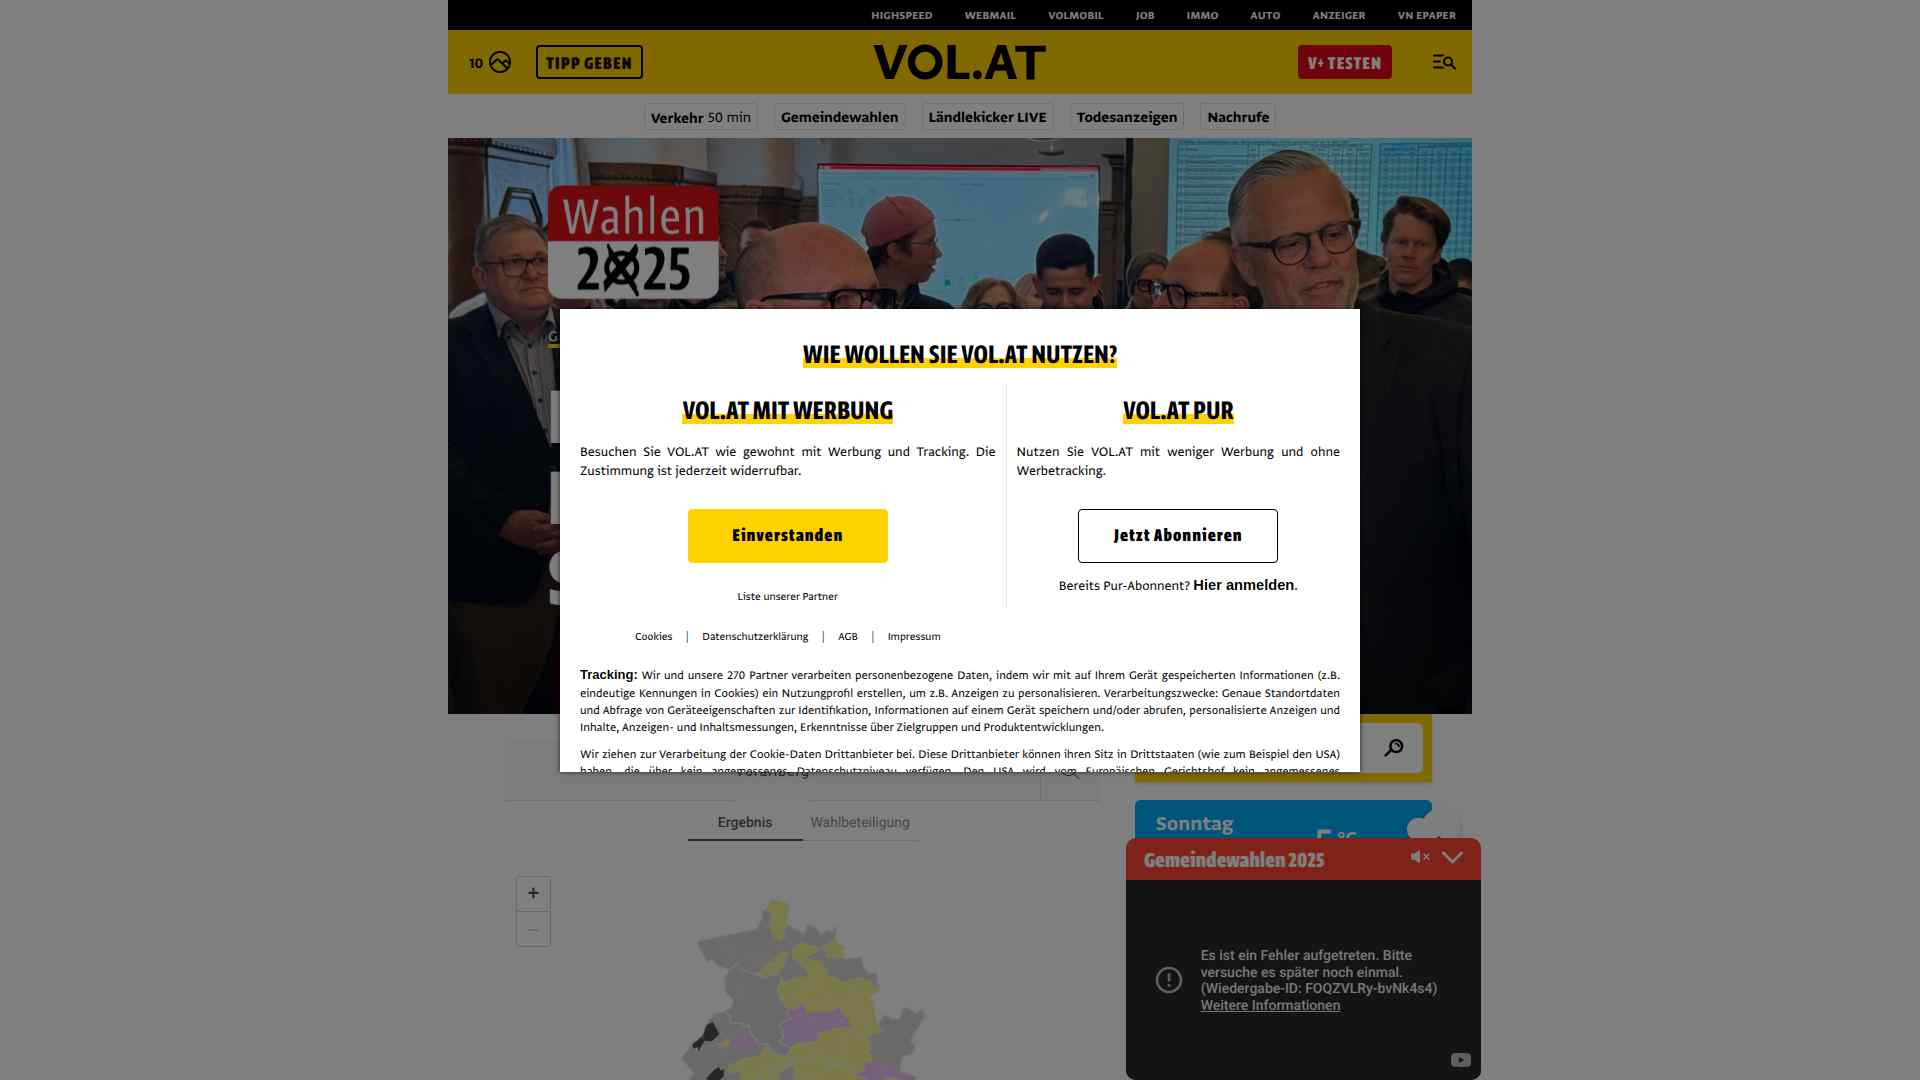 HIGHSPEED WEBMAIL VOLMOBIL JOB IMMO AUTO ANZEIGER VN EPAPER
10 TIPP GEBEN VOL.AT V+ TESTEN
Verkehr 50 min Gemeindewahlen Ländlekicker LIVE Todesanzeigen Nachrufe
Wahlen
2025
WIE WOLLEN SIE VOL.AT NUTZEN?
VOL.AT MIT WERBUNG
Besuchen Sie VOL.AT wie gewohnt mit Werbung und Tracking. Die
Zustimmung ist jederzeit widerrufbar.
Einverstanden
Liste unserer Partner
VOL.AT PUR
Nutzen Sie VOL.AT mit weniger Werbung und ohne
Werbetracking.
Jetzt Abonnieren
Bereits Pur-Abonnent? Hier anmelden.
Cookies | Datenschutzerklärung | AGB | Impressum
Tracking: Wir und unsere 270 Partner verarbeiten personenbezogene Daten, indem wir mit auf Ihrem Gerät gespeicherten Informationen (z.B.
eindeutige Kennungen in Cookies) ein Nutzungprofil erstellen, um z.B. Anzeigen zu personalisieren. Verarbeitungszwecke: Genaue Standortdaten
und Abfrage von Geräteeigenschaften zur Identifikation, Informationen auf einem Gerät speichern und/oder abrufen, personalisierte Anzeigen und
Inhalte, Anzeigen- und Inhaltsmessungen, Erkenntnisse über Zielgruppen und Produktentwicklungen.
Wir ziehen zur Verarbeitung der Cookie-Daten Drittanbieter bei. Diese Drittanbieter können ihren Sitz in Drittstaaten (wie zum Beispiel den USA)
haben, die über kein angemessenes Datenschutzniveau verfügen. Den USA wird vom Europäischen Gerichtshof kein angemessenes
Vorarlberg
Ergebnis Wahlbeteiligung
+
−
Sonntag
5 °C
Gemeindewahlen 2025
Es ist ein Fehler aufgetreten. Bitte
versuche es später noch einmal.
(Wiedergabe-ID: FOQZVLRy-bvNk4s4)
Weitere Informationen